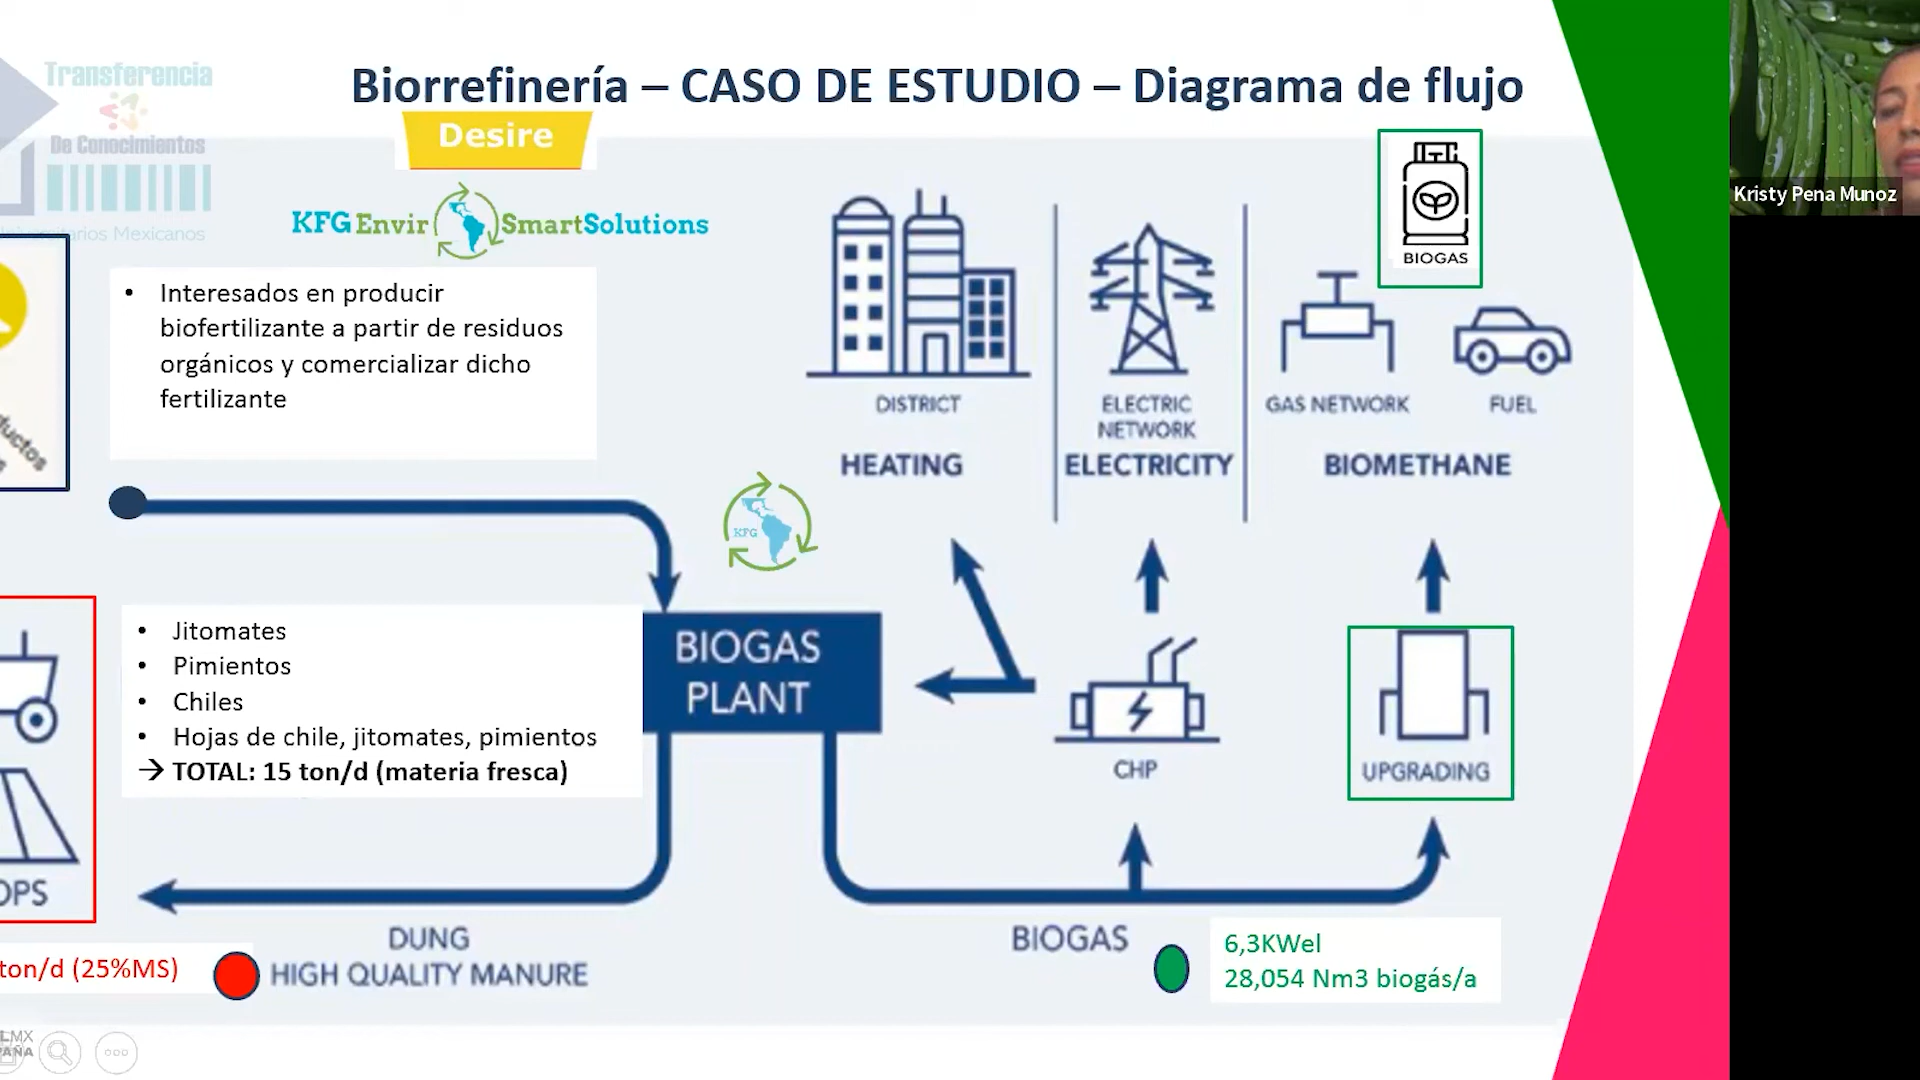 Transferencia
De Conocimientos
Universitarios Mexicanos
Biorrefinería – CASO DE ESTUDIO – Diagrama de flujo
Desire
KFG Envir SmartSolutions
• Interesados en producir
biofertilizante a partir de residuos
orgánicos y comercializar dicho
fertilizante
BIOGAS
Kristy Pena Munoz
DISTRICT
HEATING
ELECTRIC
NETWORK
ELECTRICITY
GAS NETWORK
FUEL
BIOMETHANE
KFG
• Jitomates
• Pimientos
• Chiles
• Hojas de chile, jitomates, pimientos
→ TOTAL: 15 ton/d (materia fresca)
BIOGAS
PLANT
CHP
UPGRADING
ton/d (25%MS)
DUNG
HIGH QUALITY MANURE
BIOGAS
6,3KWel
28,054 Nm3 biogás/a